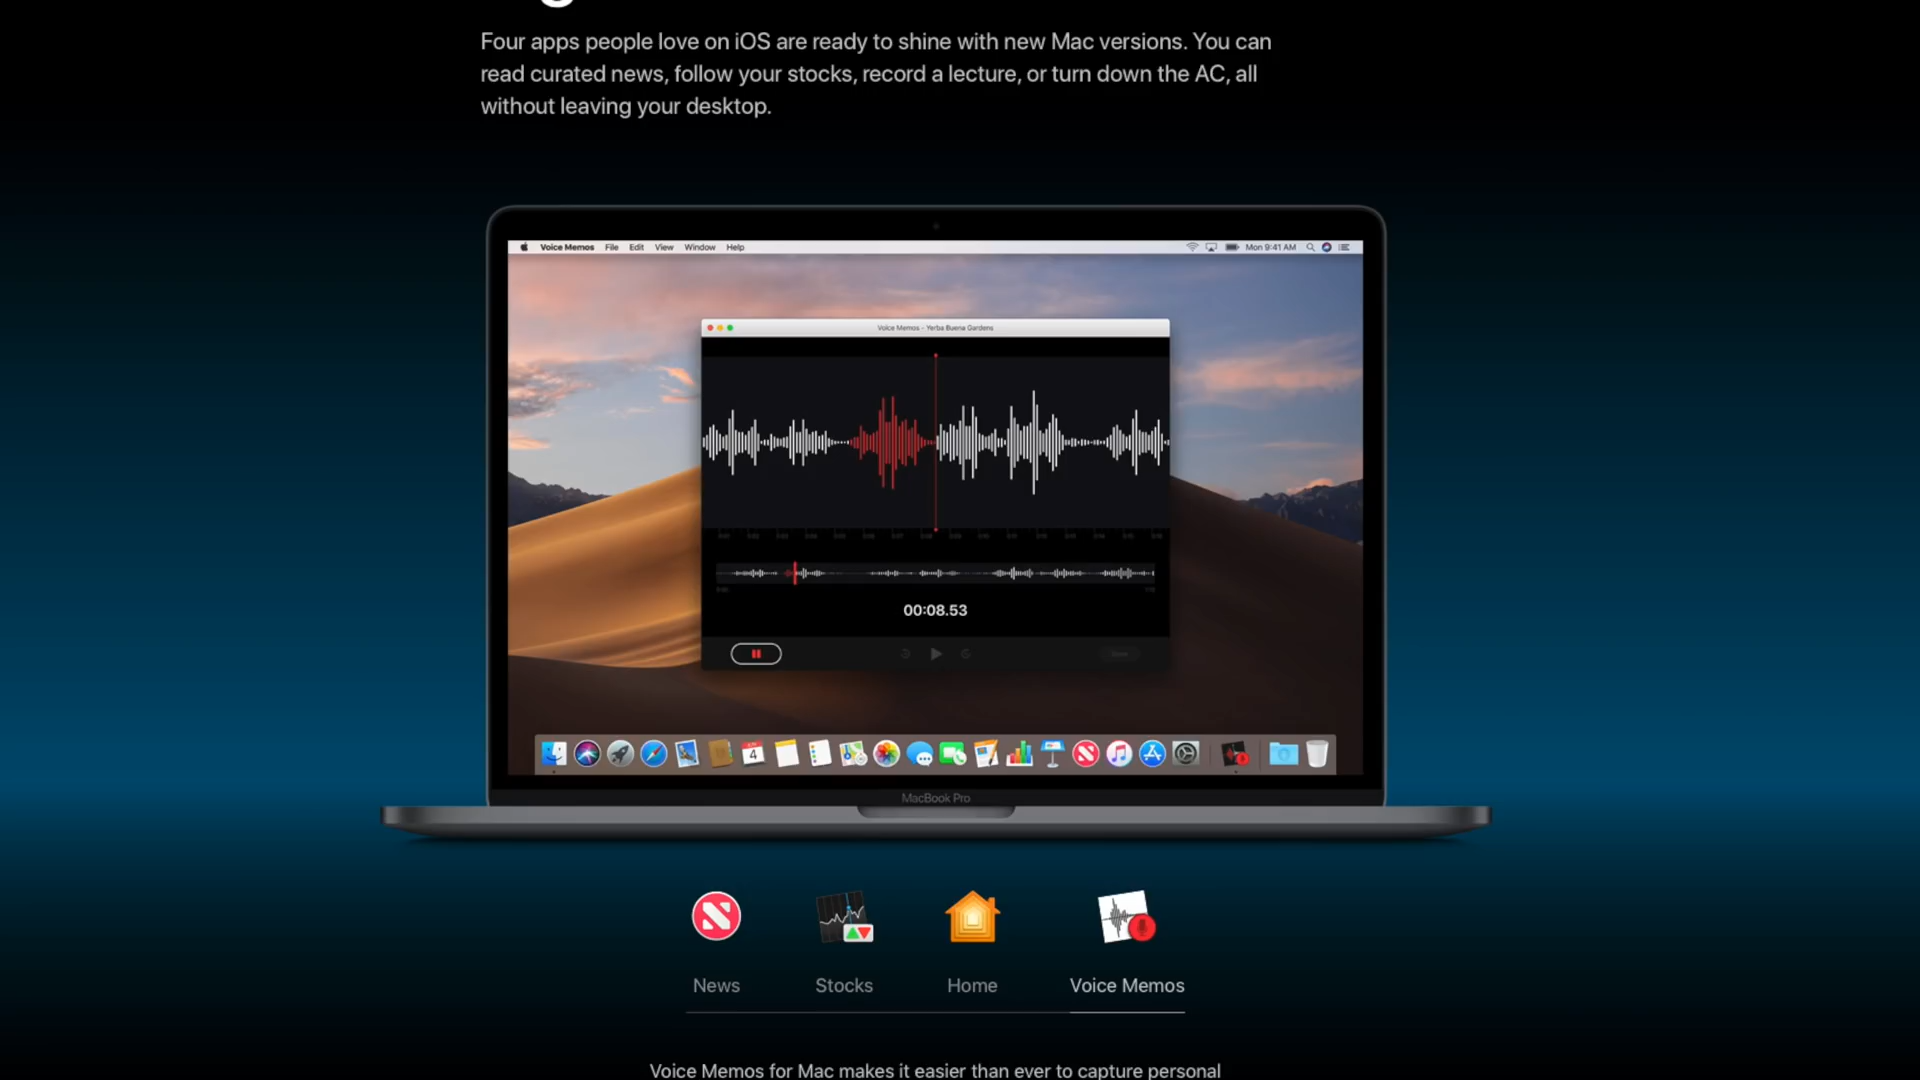 Four apps people love on iOS are ready to shine with new Mac versions. You can
read curated news, follow your stocks, record a lecture, or turn down the AC, all
without leaving your desktop.
Voice Memos File Edit View Window Help Mon 9:41 AM
Voice Memos - Yerba Buena Gardens
00:08.53
4
MacBook Pro
News Stocks Home Voice Memos
Voice Memos for Mac makes it easier than ever to capture personal